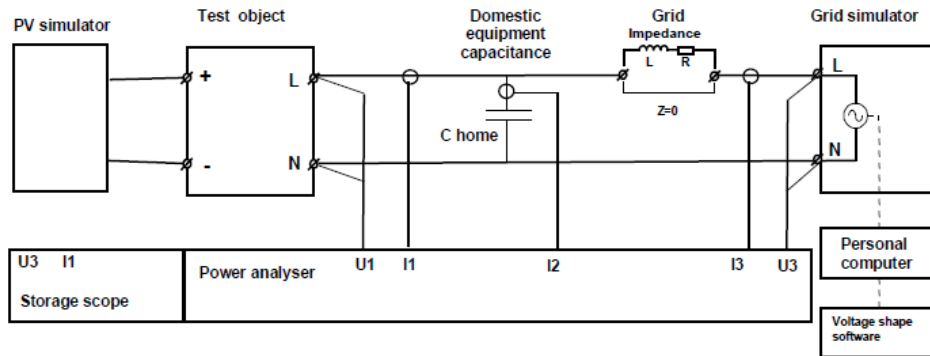 PV simulator
Test object
Domestic
equipment
capacitance
Grid
Impedance
Grid simulator
+
L
L
R
L
Z=0
C home
-
N
N
U3 I1
Storage scope
Power analyser
U1
I1
I2
I3
U3
Personal
computer
Voltage shape
software